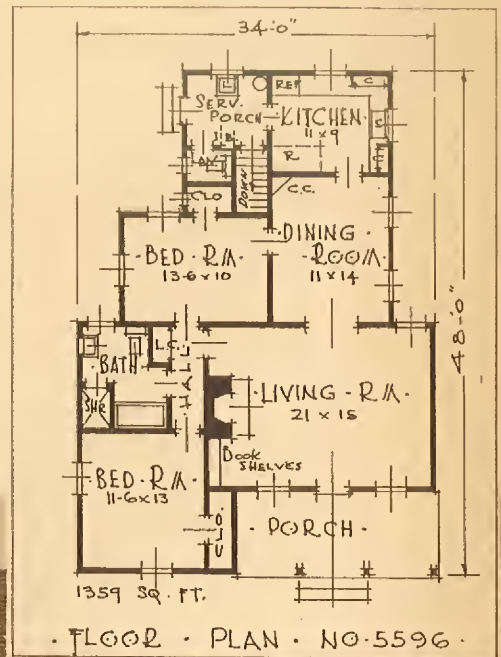 34'-0"
SERV.
PORCH
REF
C
KITCHEN
11 x 9
C
R
DOWN
C.C.
CLO
DINING
ROOM
11 x 14
BED·RM
13-6 x 10
48'-0"
L.C.
BATH
HALL
SHR
LIVING·RM·
21 x 15
BOOK
SHELVES
BED·RM
11-6 x 13
CLO
·PORCH·
1359 SQ. FT.
·FLOOR·PLAN·NO·5596·